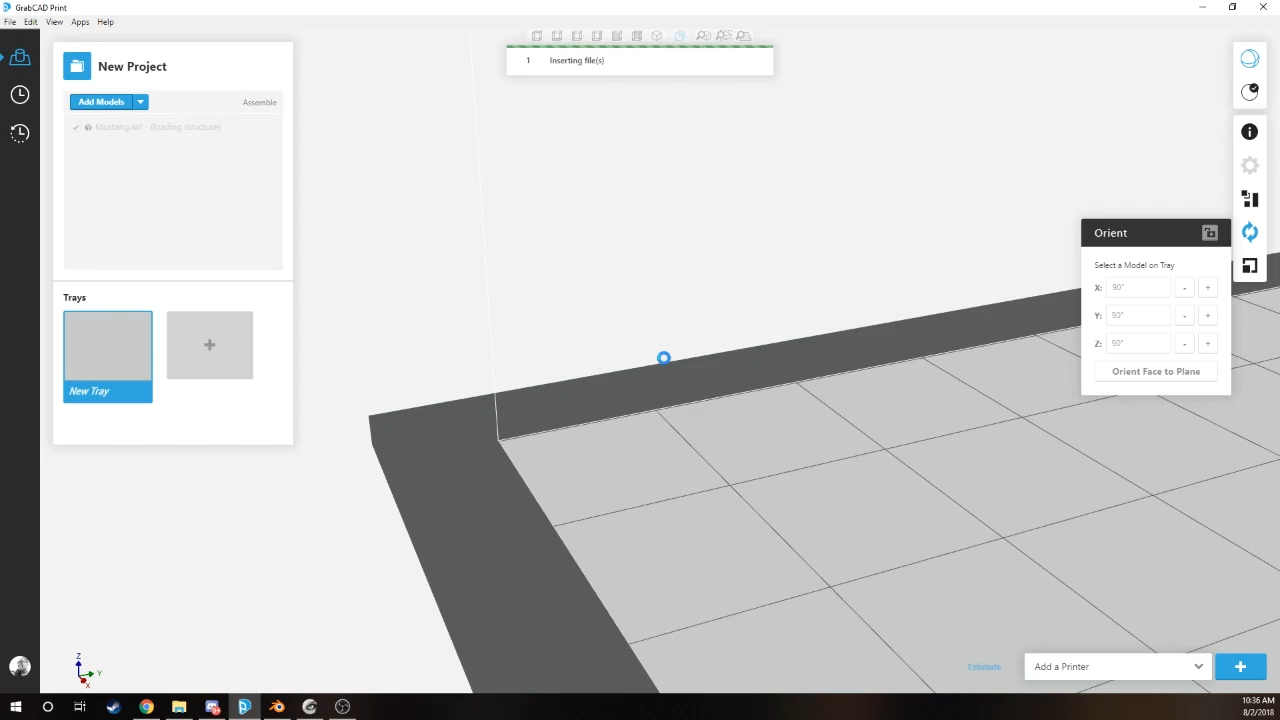 GrabCAD Print
File Edit View Apps Help
New Project
Add Models
Assemble
Mustang.wrl - (loading structure)
Trays
New Tray
1 Inserting file(s)
Orient
Select a Model on Tray
X: 90° - +
Y: 90° - +
Z: 90° - +
Orient Face to Plane
Z
Y
X
Estimate
Add a Printer
10:36 AM
8/2/2018